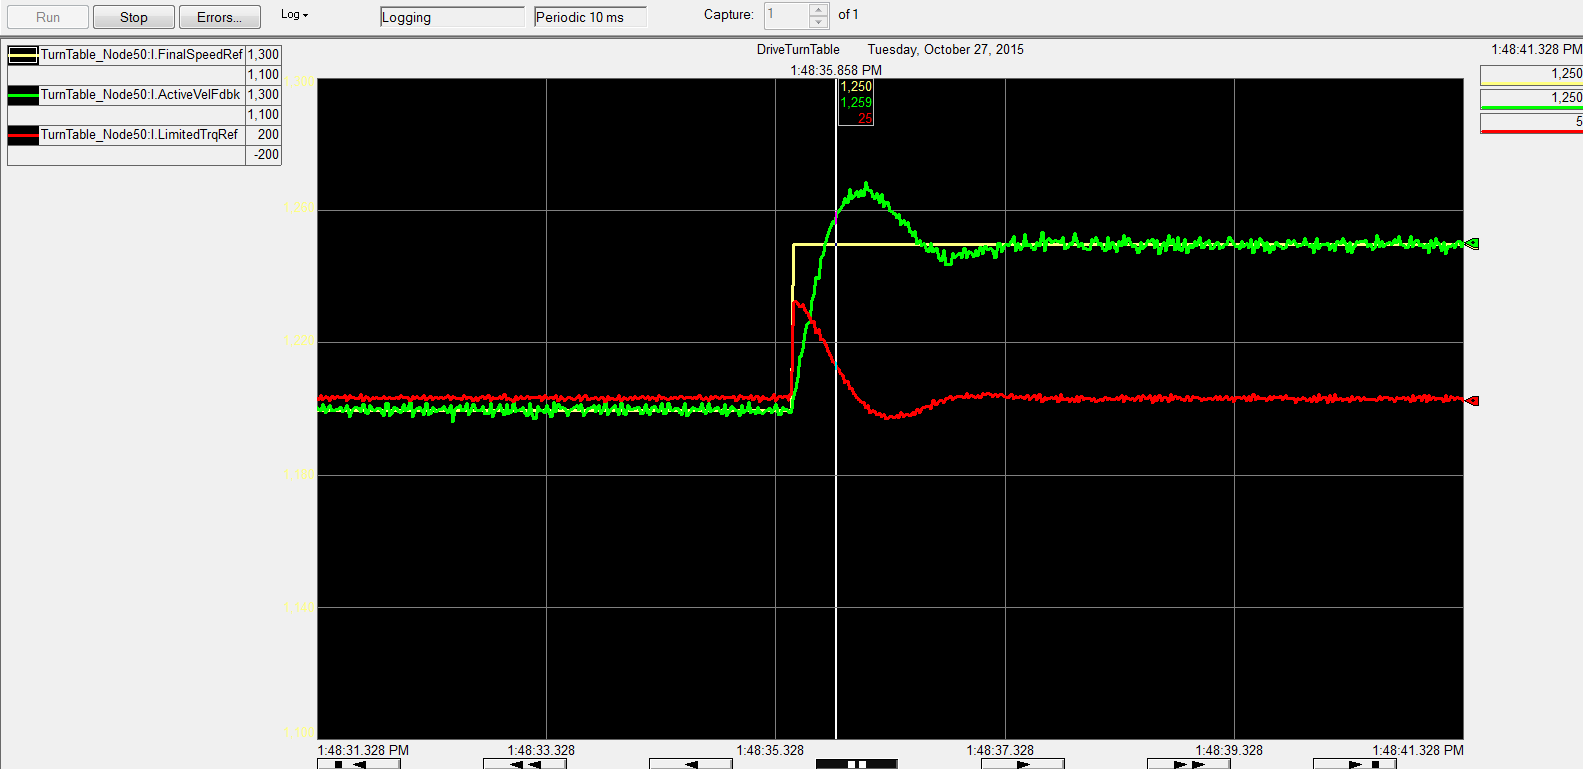 Run Stop Errors... Log Logging Periodic 10 ms Capture: 1 of 1
DriveTurnTable Tuesday, October 27, 2015 1:48:41.328 PM
1:48:35.858 PM
TurnTable_Node50:I.FinalSpeedRef 1,300
1,100
TurnTable_Node50:I.ActiveVelFdbk 1,300
1,100
TurnTable_Node50:I.LimitedTrqRef 200
-200
1,250
1,259
25
1,250
1,250
5
1:48:31.328 PM 1:48:33.328 1:48:35.328 1:48:37.328 1:48:39.328 1:48:41.328 PM